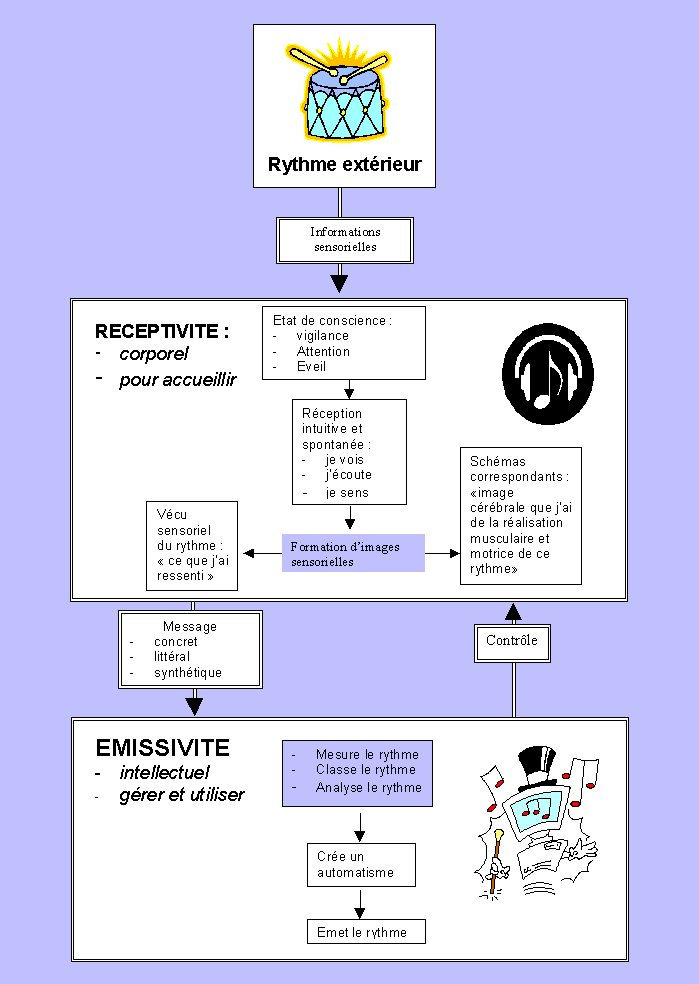 Rythme extérieur
Informations
sensorielles
RECEPTIVITE :
- corporel
- pour accueillir
Etat de conscience :
- vigilance
- Attention
- Eveil
Réception
intuitive et
spontanée :
- je vois
- j'écoute
- je sens
Schémas
correspondants :
«image
cérébrale que j'ai
de la réalisation
musculaire et
motrice de ce
rythme»
Vécu
sensoriel
du rythme :
« ce que j'ai
ressenti »
Formation d'images
sensorielles
Message
- concret
- littéral
- synthétique
Contrôle
EMISSIVITE
- intellectuel
- gérer et utiliser
- Mesure le rythme
- Classe le rythme
- Analyse le rythme
Crée un
automatisme
Emet le rythme